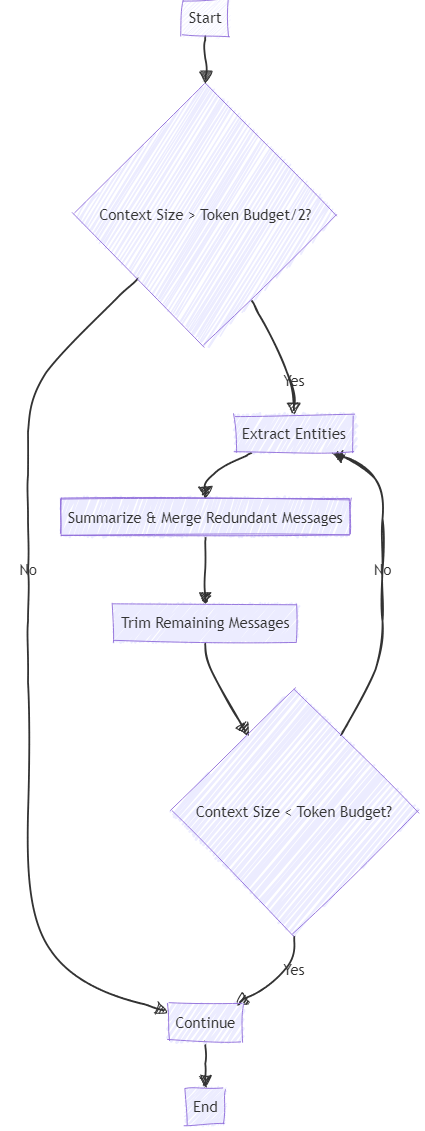 Start
Context Size > Token Budget/2?
Yes
Extract Entities
Summarize & Merge Redundant Messages
No
No
Trim Remaining Messages
Context Size < Token Budget?
Yes
Continue
End